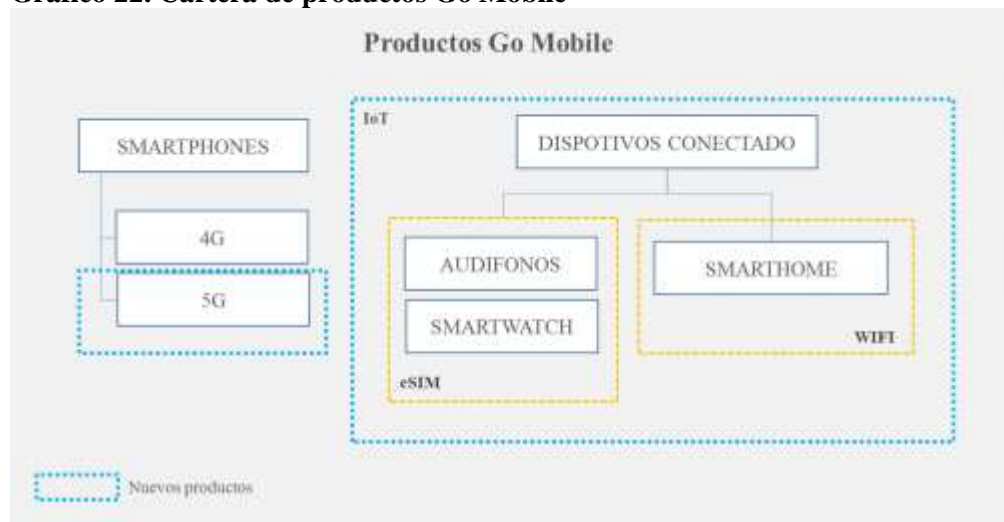 Gráfico 22. Cartera de productos Go Mobile
Productos Go Mobile
SMARTPHONES
4G
5G
IoT
DISPOTIVOS CONECTADO
AUDIFONOS
SMARTWATCH
eSIM
SMARTHOME
WIFI
Nuevos productos